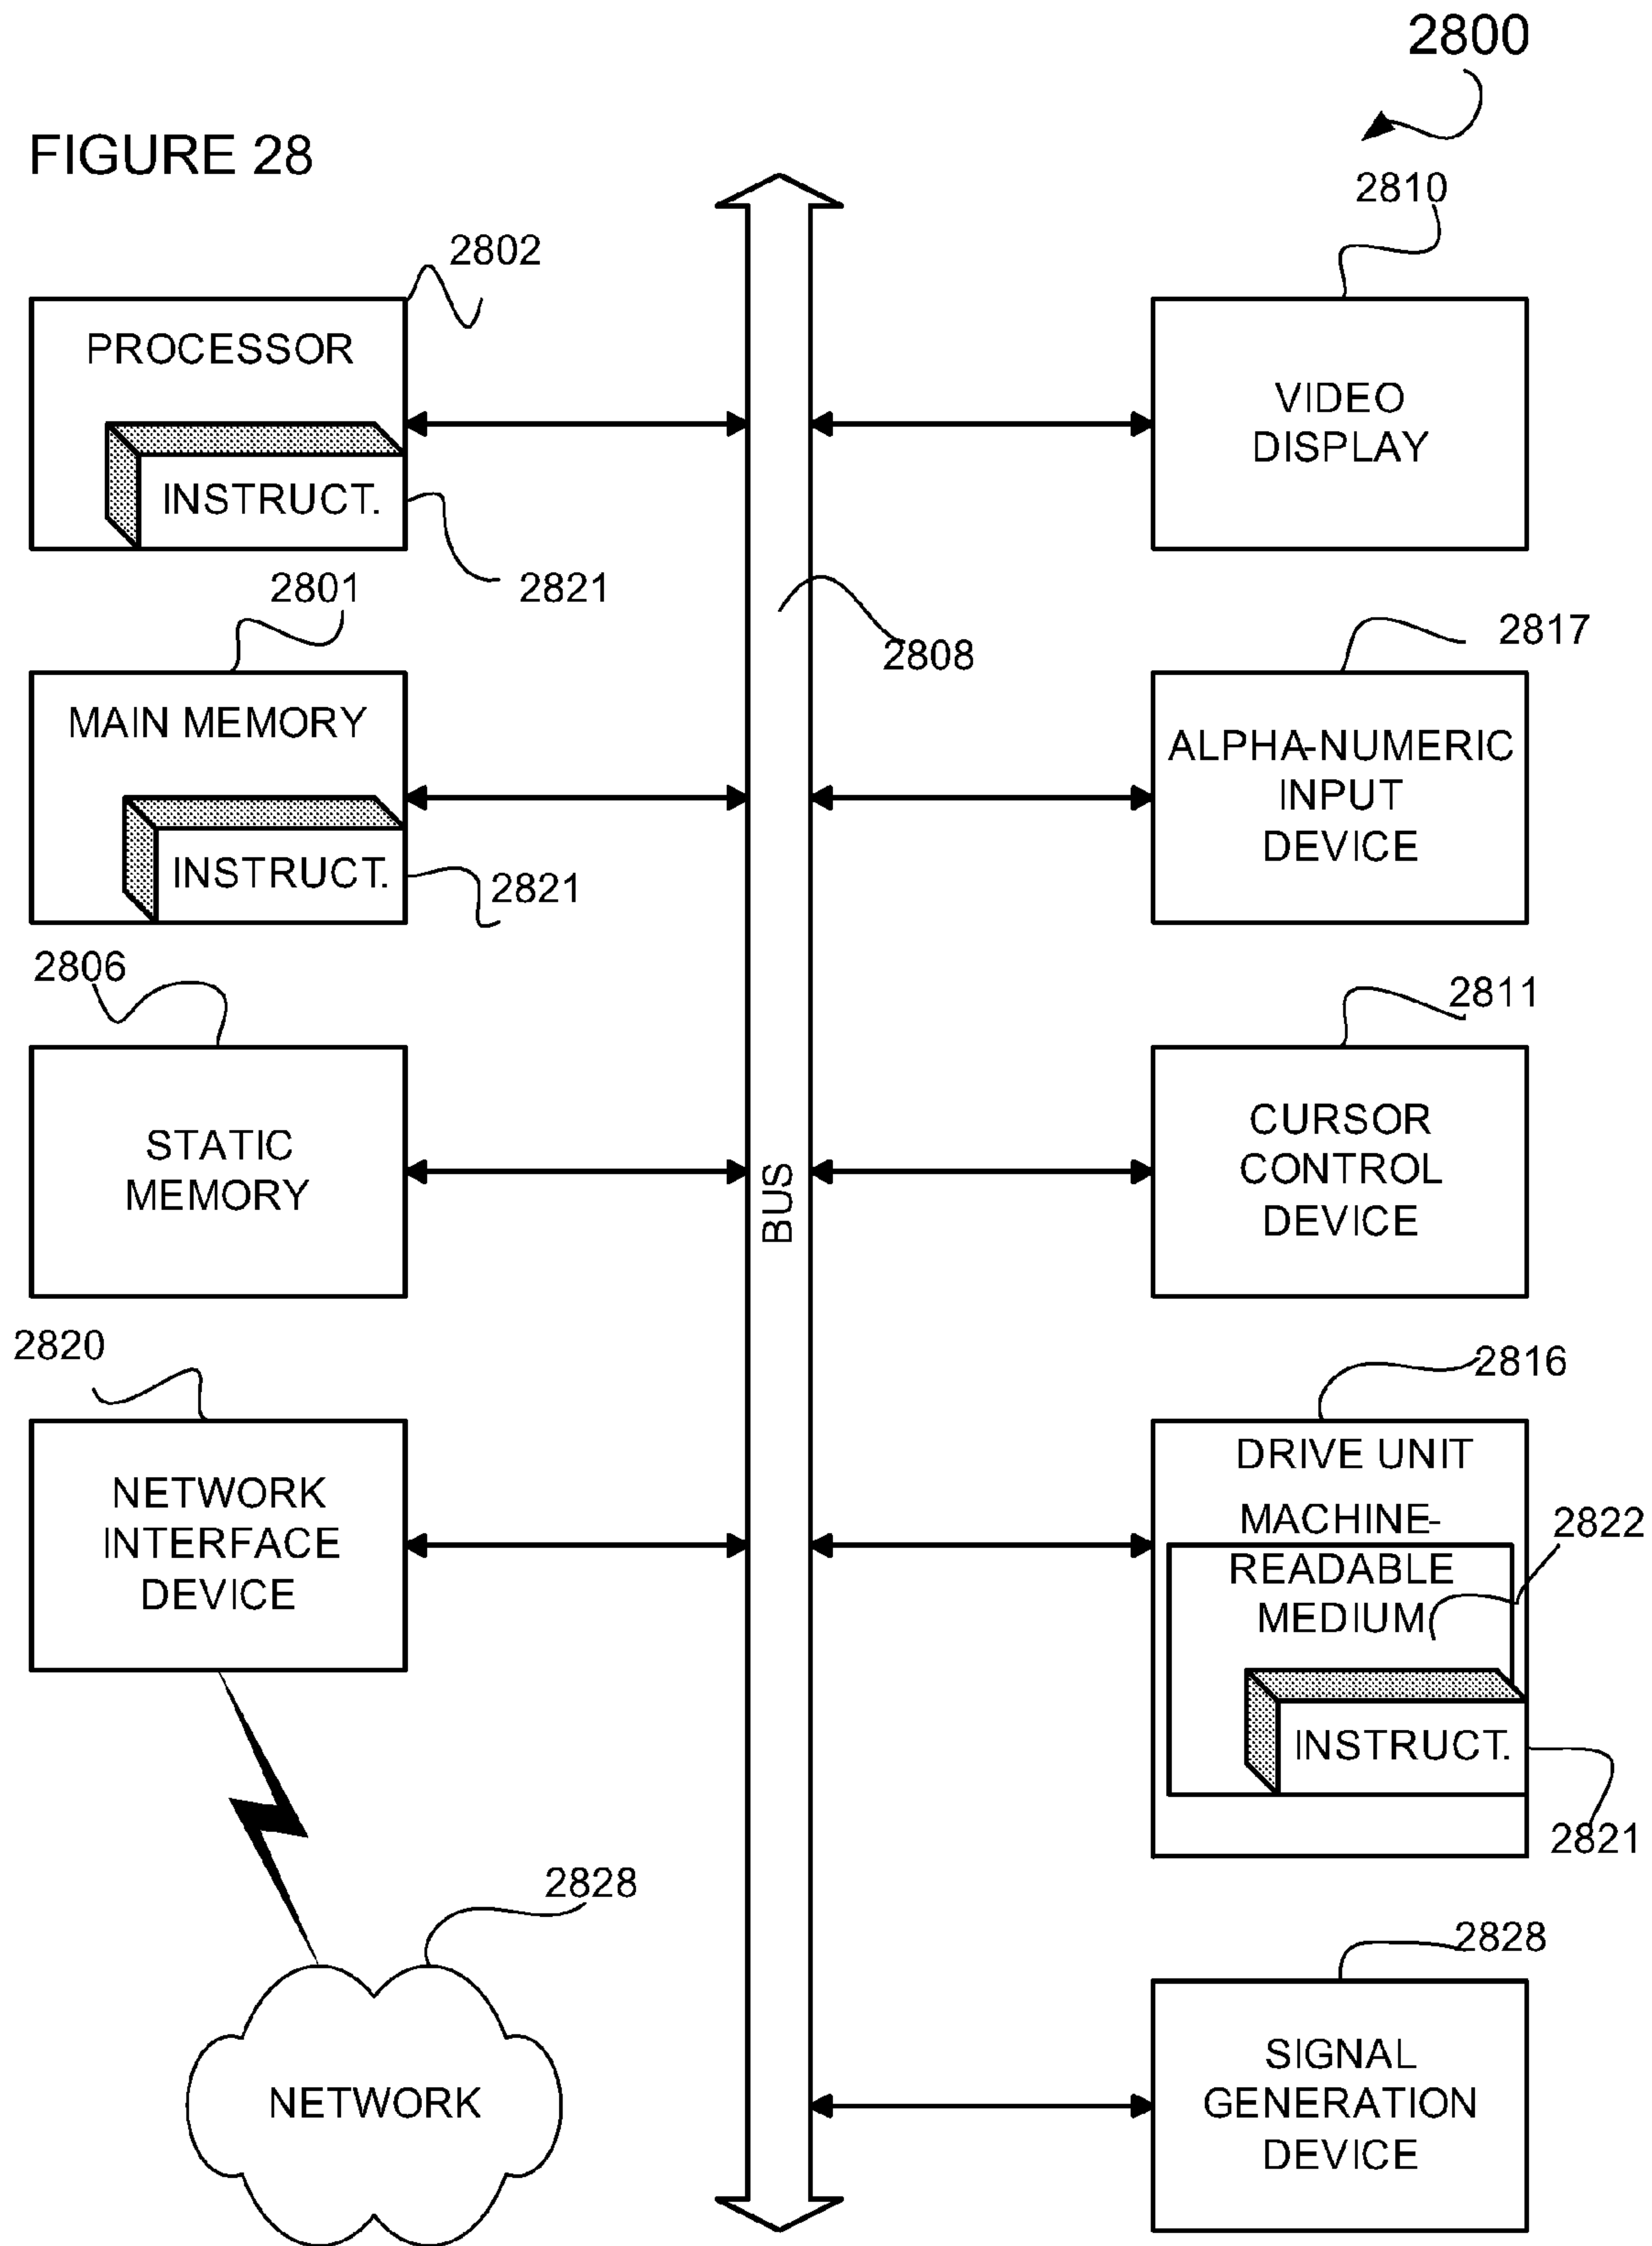 2800
FIGURE 28
2810
2802
PROCESSOR
INSTRUCT.
2821
VIDEO
DISPLAY
2801
2808
2817
MAIN MEMORY
INSTRUCT.
2821
ALPHA-NUMERIC
INPUT
DEVICE
2806
2811
STATIC
MEMORY
BUS
CURSOR
CONTROL
DEVICE
2820
2816
NETWORK
INTERFACE
DEVICE
DRIVE UNIT
MACHINE-
READABLE
MEDIUM
2822
INSTRUCT.
2821
2828
NETWORK
2828
SIGNAL
GENERATION
DEVICE